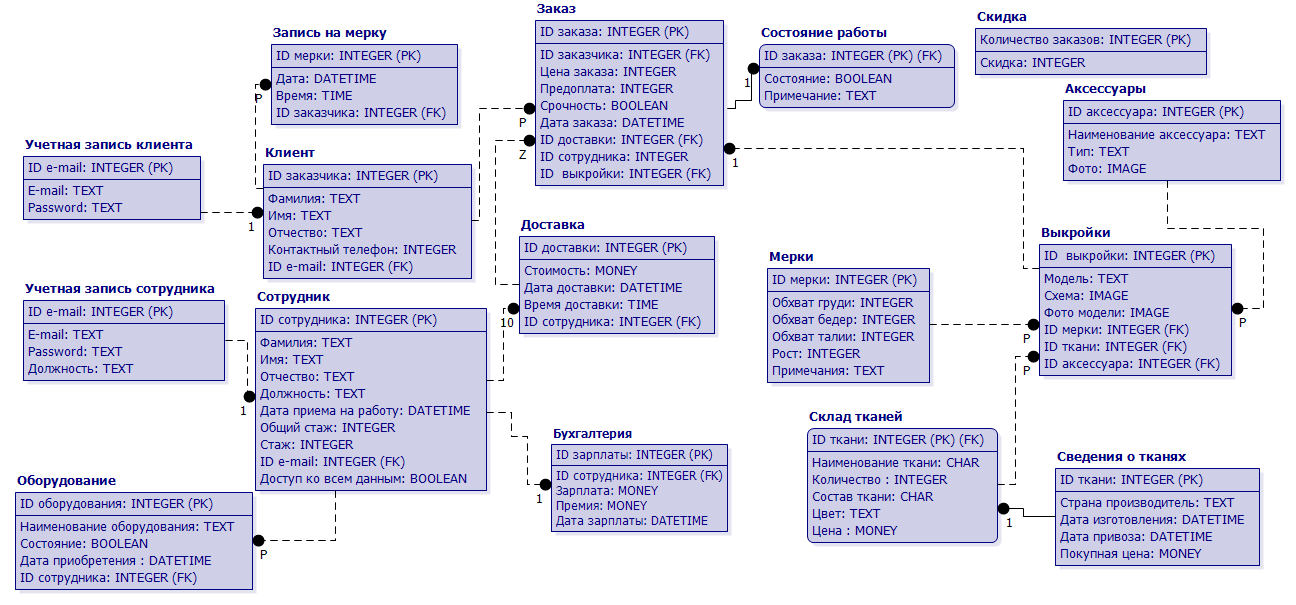 Заказ
ID заказа: INTEGER (PK)
ID заказчика: INTEGER (FK)
Цена заказа: INTEGER
Предоплата: INTEGER
Срочность: BOOLEAN
Дата заказа: DATETIME
ID доставки: INTEGER (FK)
ID сотрудника: INTEGER
ID выкройки: INTEGER (FK)
Скидка
Количество заказов: INTEGER (PK)
Скидка: INTEGER
Запись на мерку
ID мерки: INTEGER (PK)
Дата: DATETIME
Время: TIME
ID заказчика: INTEGER (FK)
Состояние работы
ID заказа: INTEGER (PK) (FK)
Состояние: BOOLEAN
Примечание: TEXT
Аксессуары
ID аксессуара: INTEGER (PK)
Наименование аксессуара: TEXT
Тип: TEXT
Фото: IMAGE
Учетная запись клиента
ID e-mail: INTEGER (PK)
E-mail: TEXT
Password: TEXT
Клиент
ID заказчика: INTEGER (PK)
Фамилия: TEXT
Имя: TEXT
Отчество: TEXT
Контактный телефон: INTEGER
ID e-mail: INTEGER (FK)
Доставка
ID доставки: INTEGER (PK)
Стоимость: MONEY
Дата доставки: DATETIME
Время доставки: TIME
ID сотрудника: INTEGER (FK)
Выкройки
ID выкройки: INTEGER (PK)
Модель: TEXT
Схема: IMAGE
Фото модели: IMAGE
ID мерки: INTEGER (FK)
ID ткани: INTEGER (FK)
ID аксессуара: INTEGER (FK)
Мерки
ID мерки: INTEGER (PK)
Обхват груди: INTEGER
Обхват бедер: INTEGER
Обхват талии: INTEGER
Рост: INTEGER
Примечания: TEXT
Учетная запись сотрудника
ID e-mail: INTEGER (PK)
E-mail: TEXT
Password: TEXT
Должность: TEXT
Сотрудник
ID сотрудника: INTEGER (PK)
Фамилия: TEXT
Имя: TEXT
Отчество: TEXT
Должность: TEXT
Дата приема на работу: DATETIME
Общий стаж: INTEGER
Стаж: INTEGER
ID e-mail: INTEGER (FK)
Доступ ко всем данным: BOOLEAN
Склад тканей
ID ткани: INTEGER (PK) (FK)
Наименование ткани: CHAR
Количество : INTEGER
Состав ткани: CHAR
Цвет: TEXT
Цена : MONEY
Бухгалтерия
ID зарплаты: INTEGER (PK)
ID сотрудника: INTEGER (FK)
Зарплата: MONEY
Премия: MONEY
Дата зарплаты: DATETIME
Сведения о тканях
ID ткани: INTEGER (PK)
Страна производитель: TEXT
Дата изготовления: DATETIME
Дата привоза: DATETIME
Покупная цена: MONEY
Оборудование
ID оборудования: INTEGER (PK)
Наименование оборудования: TEXT
Состояние: BOOLEAN
Дата приобретения : DATETIME
ID сотрудника: INTEGER (FK)
P
P
Z
1
1
1
1
10
1
P
P
P
P
1